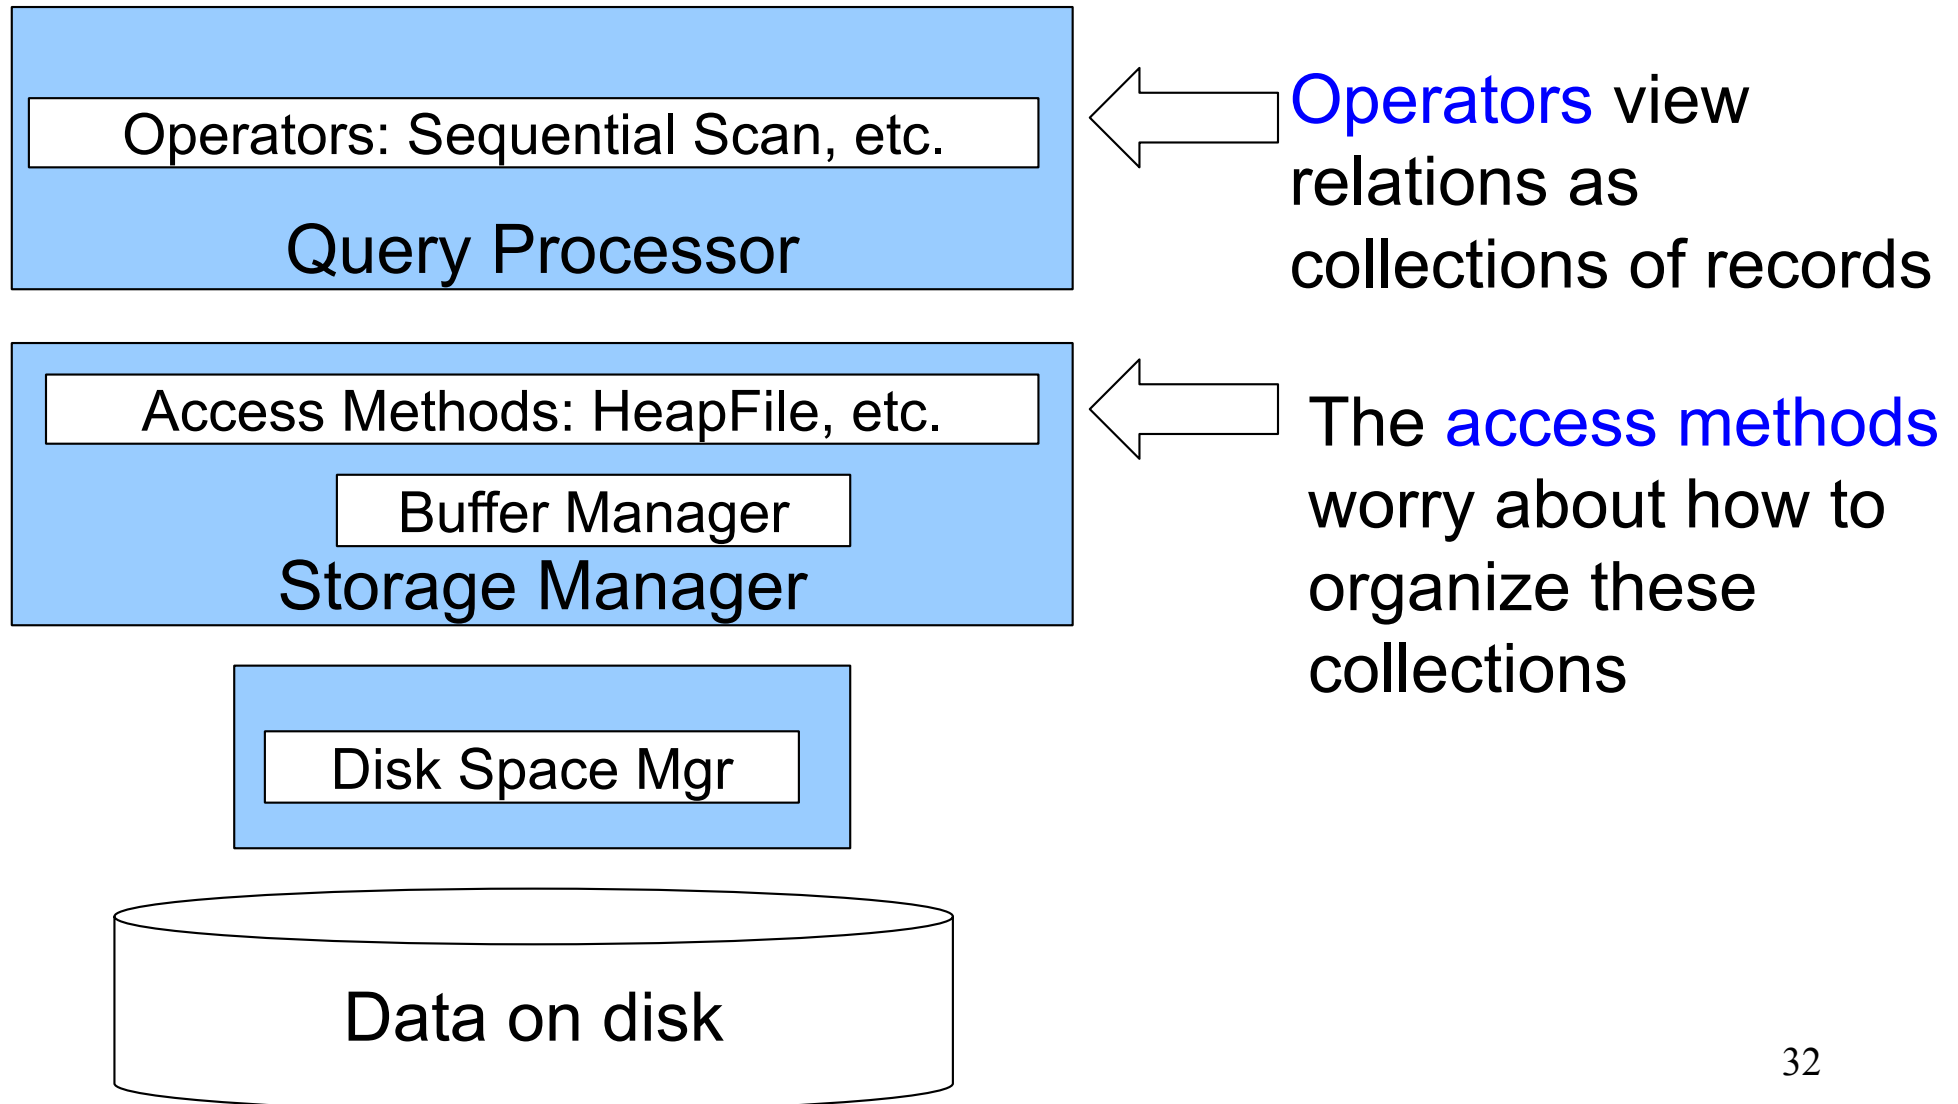 Operators: Sequential Scan, etc.
Query Processor
Operators view
relations as
collections of records
Access Methods: HeapFile, etc.
Buffer Manager
Storage Manager
The access methods
worry about how to
organize these
collections
Disk Space Mgr
Data on disk
32